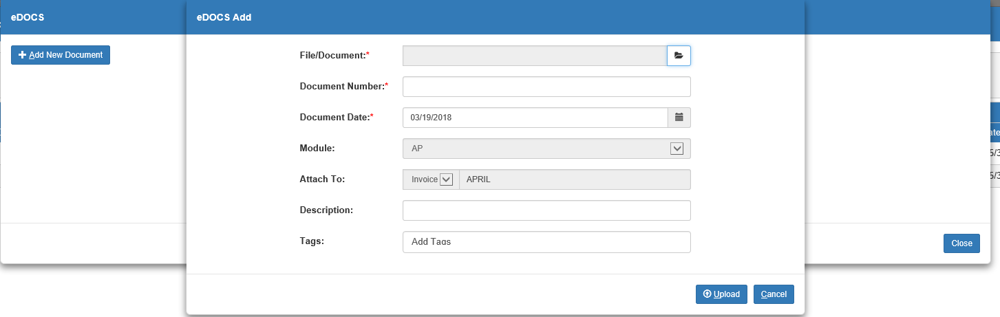 eDOCS
eDOCS Add
Add New Document
File/Document:*
Document Number:*
Document Date:* 03/19/2018
Module: AP
Attach To: Invoice APRIL
Description:
Tags: Add Tags
Close
Upload Cancel